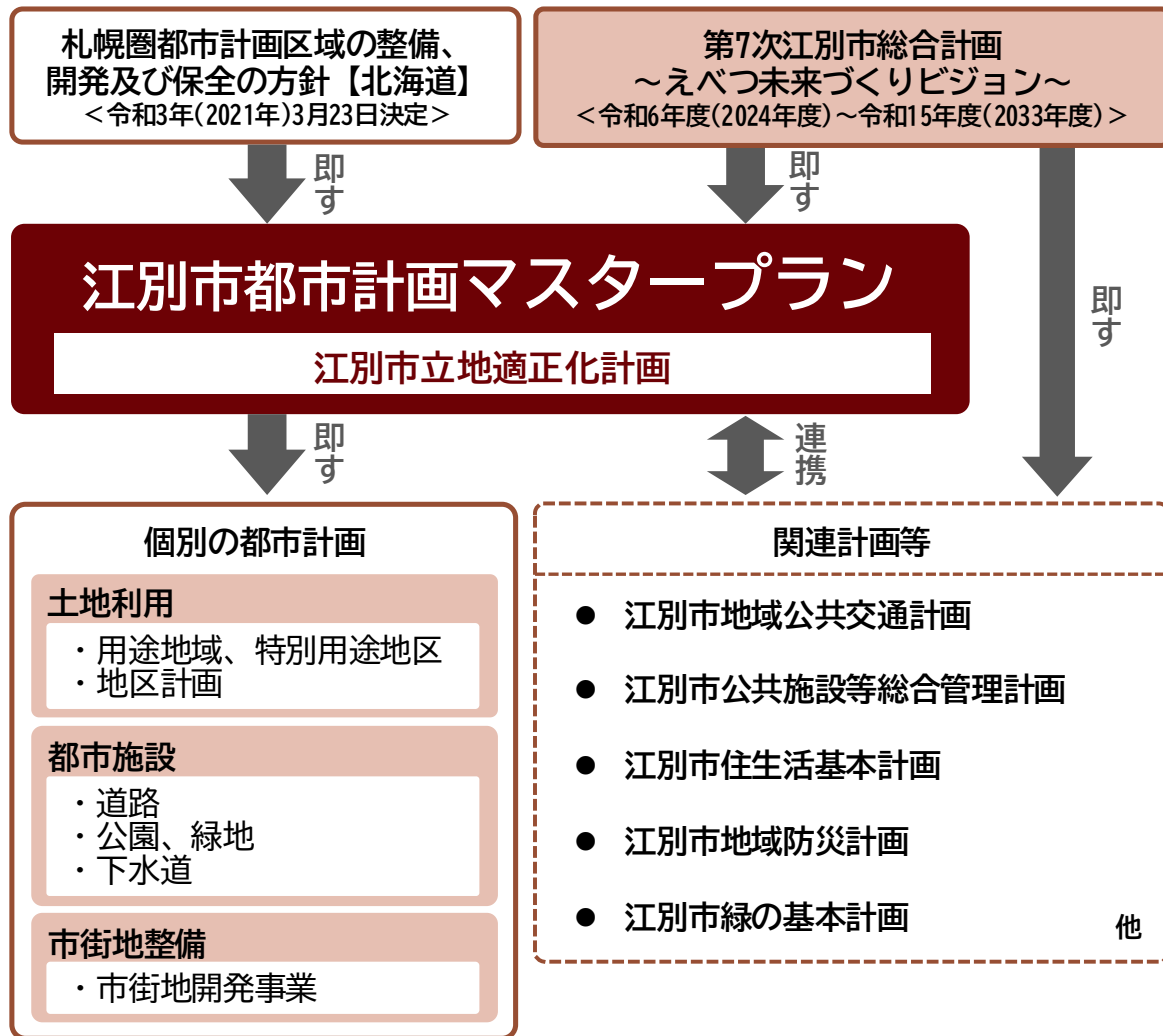 札幌圏都市計画区域の整備、
開発及び保全の方針【北海道】
<令和3年(2021年)3月23日決定>
第7次江別市総合計画
～えべつ未来づくりビジョン～
<令和6年度(2024年度)～令和15年度(2033年度)>
即す
即す
即す
江別市都市計画マスタープラン
江別市立地適正化計画
即す
連携
個別の都市計画
土地利用
・用途地域、特別用途地区
・地区計画
都市施設
・道路
・公園、緑地
・下水道
市街地整備
・市街地開発事業
関連計画等
● 江別市地域公共交通計画
● 江別市公共施設等総合管理計画
● 江別市住生活基本計画
● 江別市地域防災計画
● 江別市緑の基本計画
他